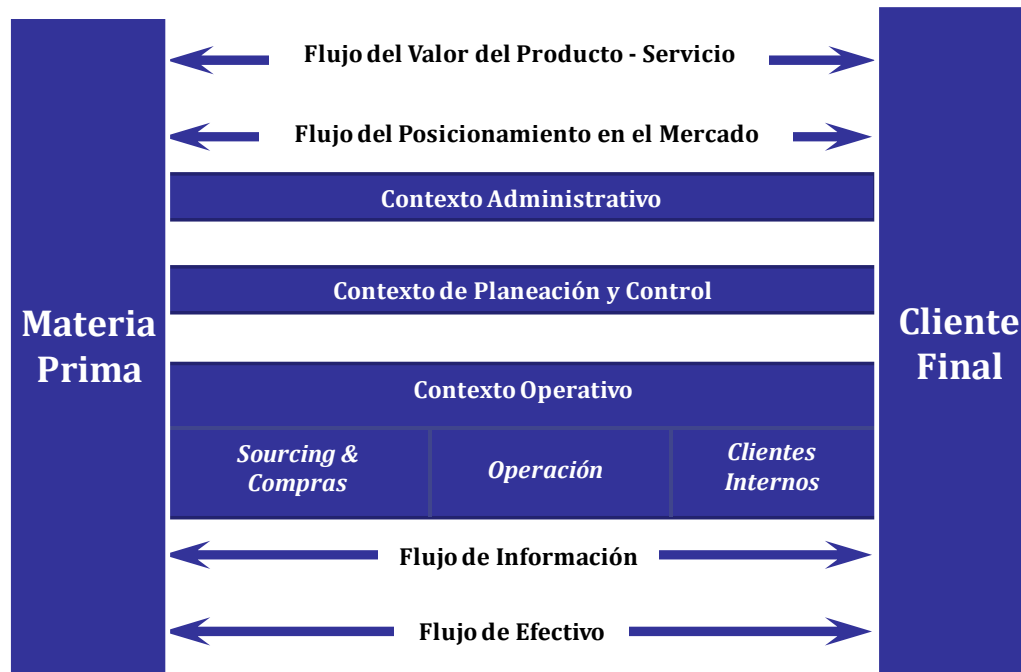 Flujo del Valor del Producto - Servicio
Flujo del Posicionamiento en el Mercado
Contexto Administrativo
Contexto de Planeación y Control
Materia
Prima
Cliente
Final
Contexto Operativo
Sourcing &
Compras
Operación
Clientes
Internos
Flujo de Información
Flujo de Efectivo